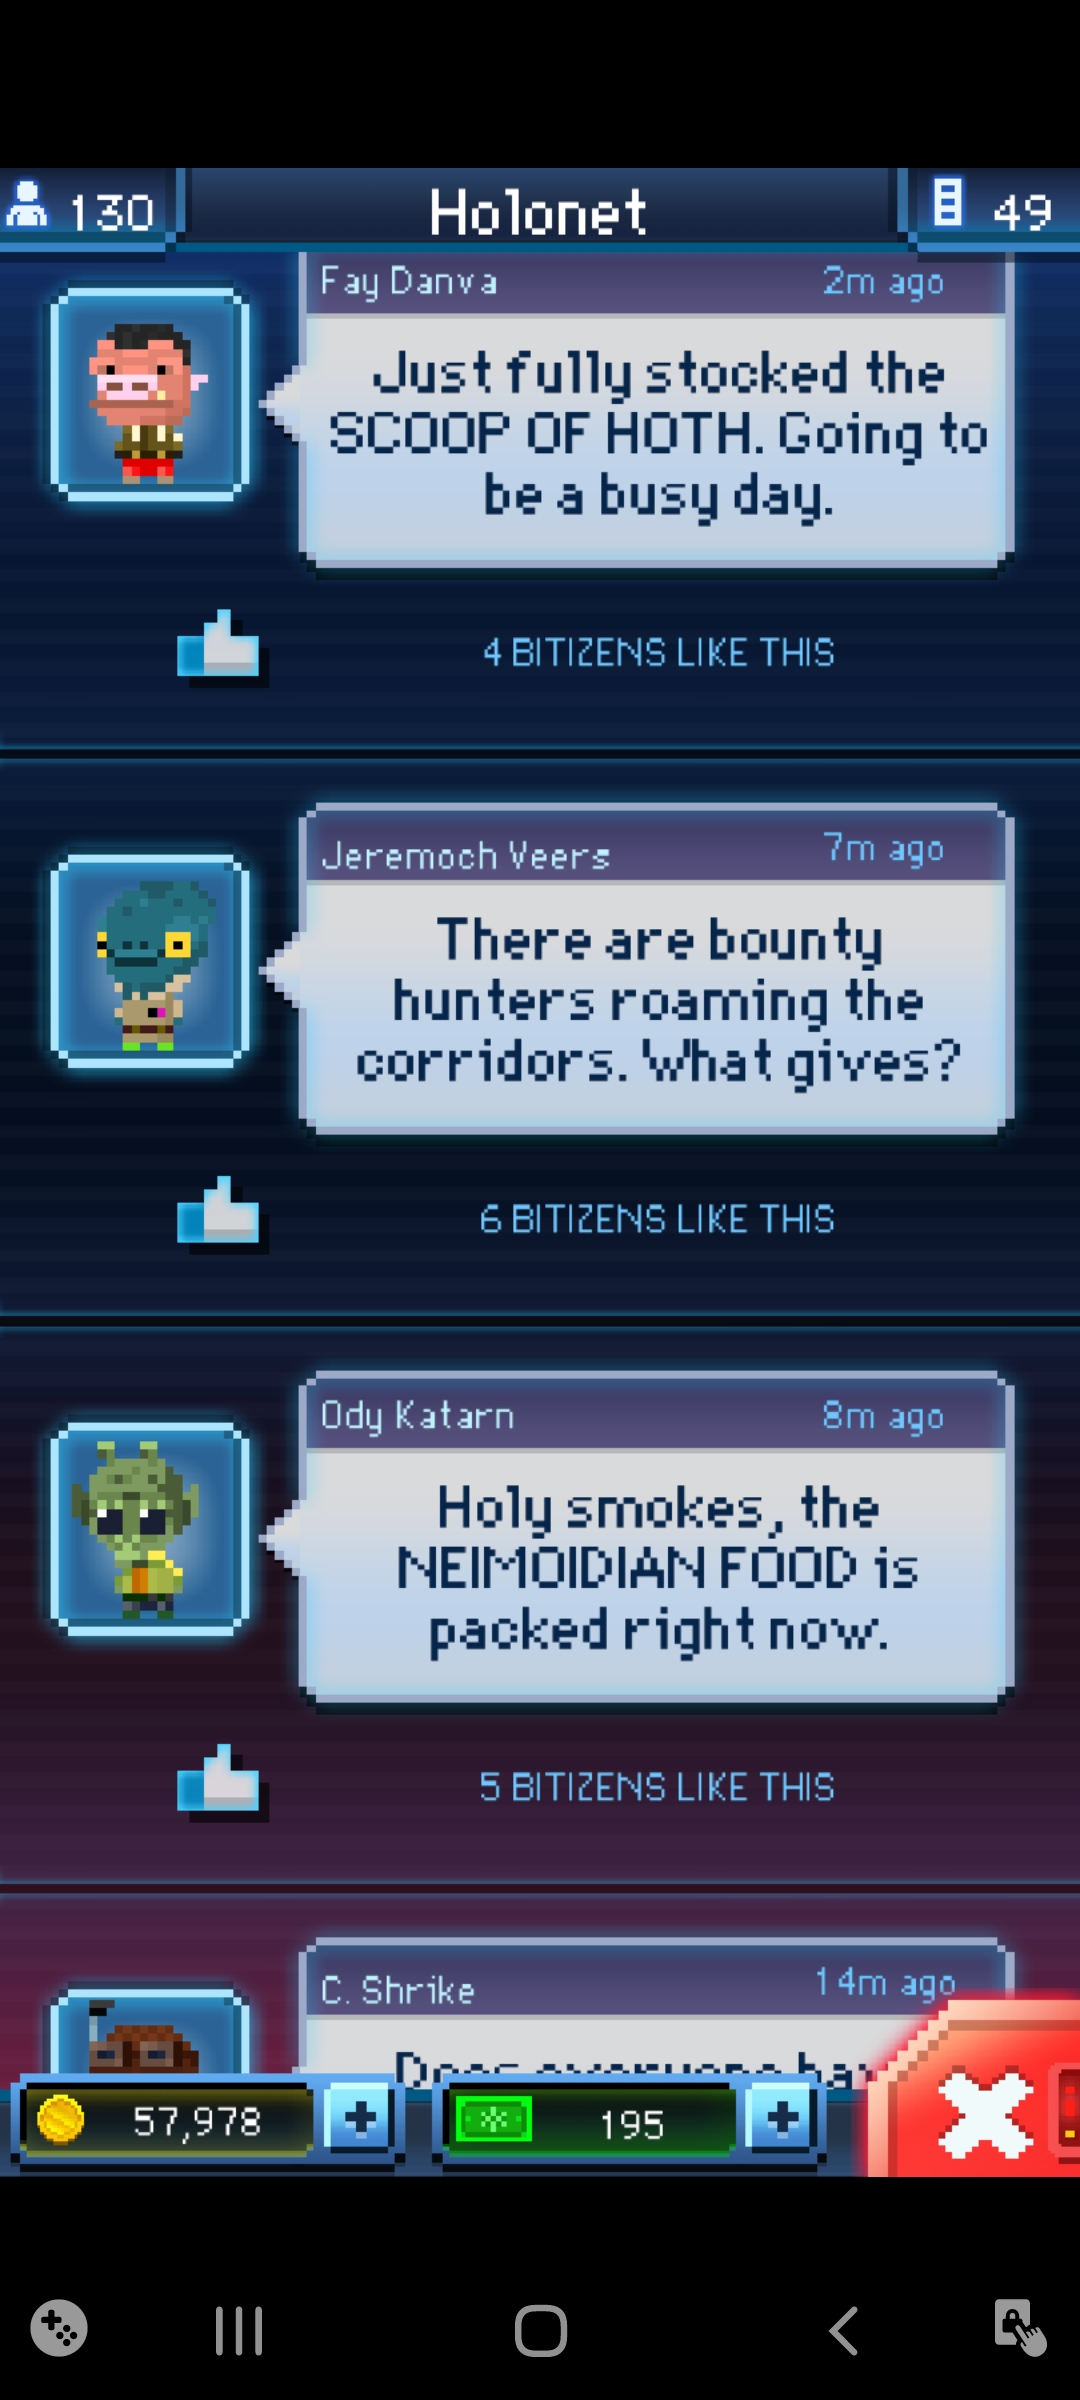 130
Holonet
49
Fay Danva
2m ago
Just fully stocked the
SCOOP OF HOTH. Going to
be a busy day.
4 BITIZENS LIKE THIS
Jeremoch Veers
7m ago
There are bounty
hunters roaming the
corridors. What gives?
6 BITIZENS LIKE THIS
Ody Katarn
8m ago
Holy smokes, the
NEIMOIDIAN FOOD is
packed right now.
5 BITIZENS LIKE THIS
C. Shrike
14m ago
Does everyone
57,978
195